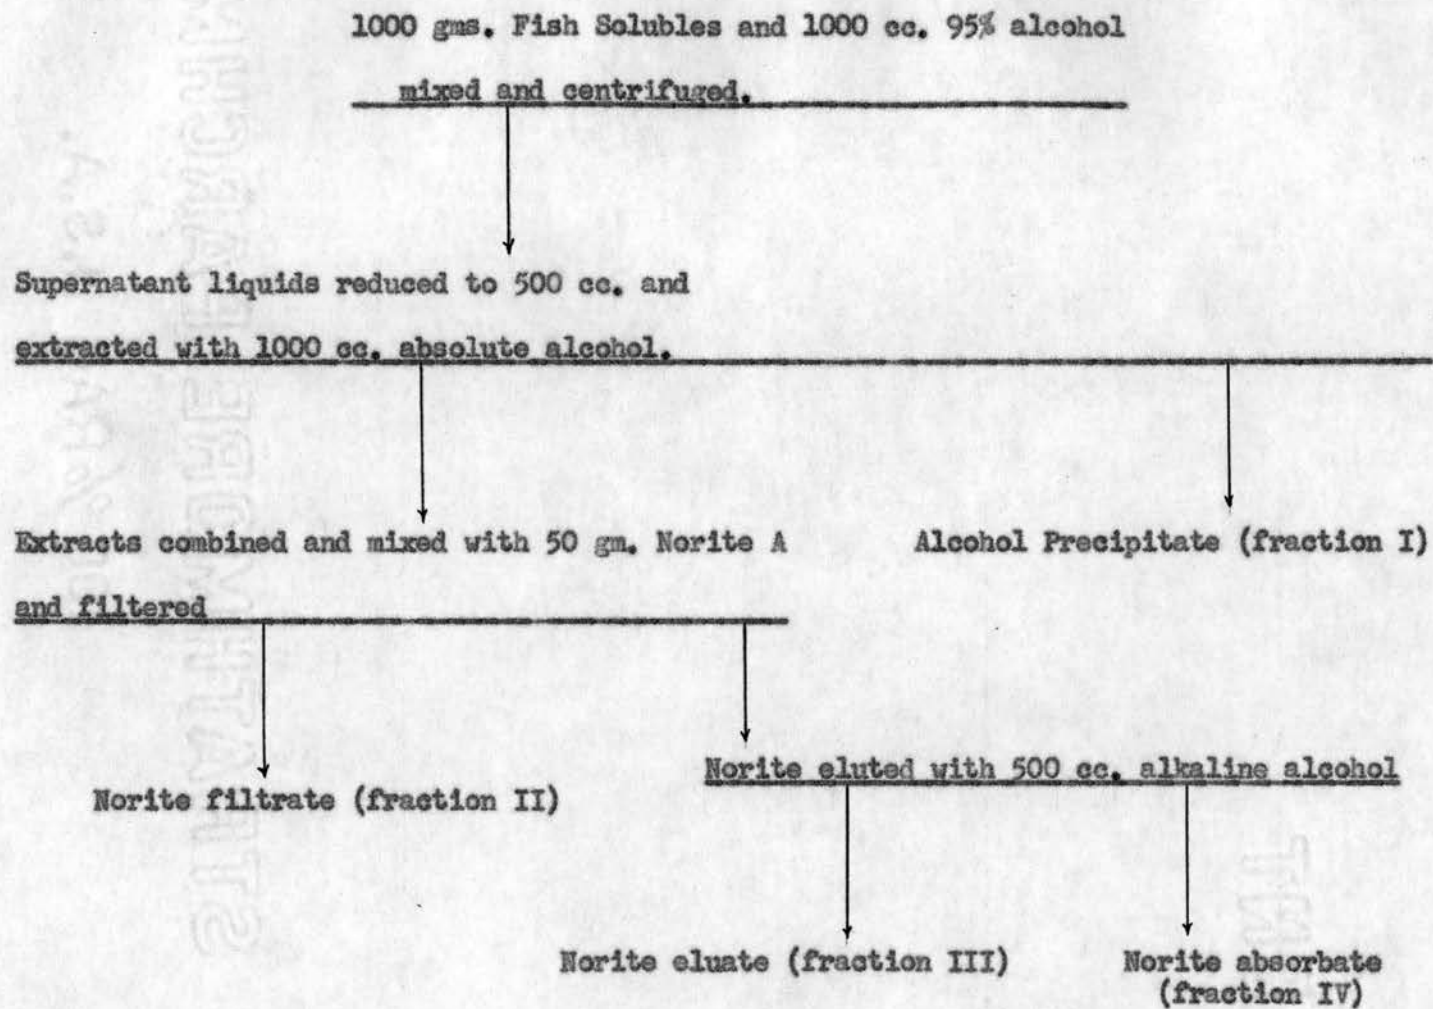 1000 gms. Fish Solubles and 1000 cc. 95% alcohol
mixed and centrifuged.
Supernatant liquids reduced to 500 cc. and
extracted with 1000 cc. absolute alcohol.
Extracts combined and mixed with 50 gm. Norite A
and filtered
Alcohol Precipitate (fraction I)
Norite filtrate (fraction II)
Norite eluted with 500 cc. alkaline alcohol
Norite eluate (fraction III)
Norite absorbate
(fraction IV)